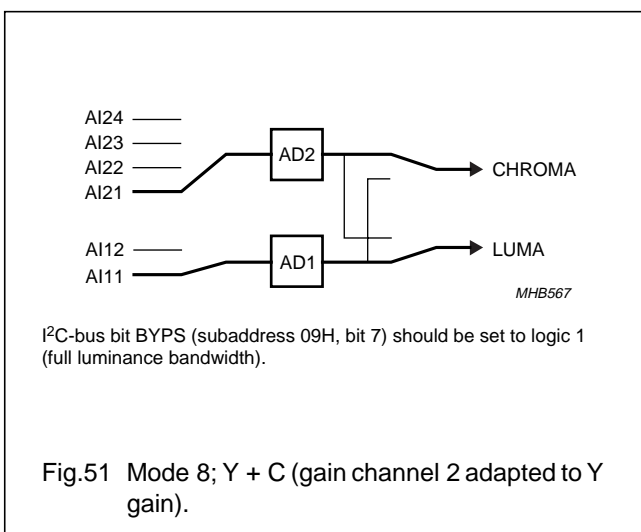 AI24
AI23
AI22
AI21
AD2
CHROMA
AI12
AI11
AD1
LUMA
MHB567
I²C-bus bit BYPS (subaddress 09H, bit 7) should be set to logic 1
(full luminance bandwidth).
Fig.51 Mode 8; Y + C (gain channel 2 adapted to Y
gain).